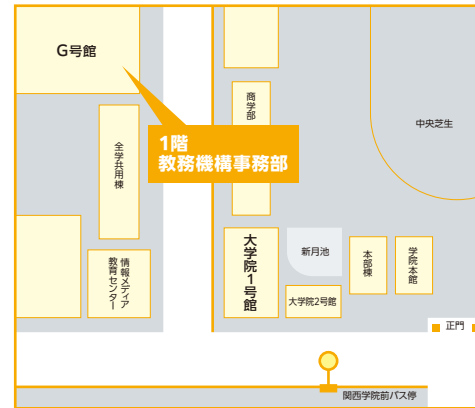 G号館
商学部
中央芝生
全学共用棟
1階
教務機構事務部
大学院1号館
新月池
本部棟
学院本館
情報メディア
教育センター
大学院2号館
正門
関西学院前バス停